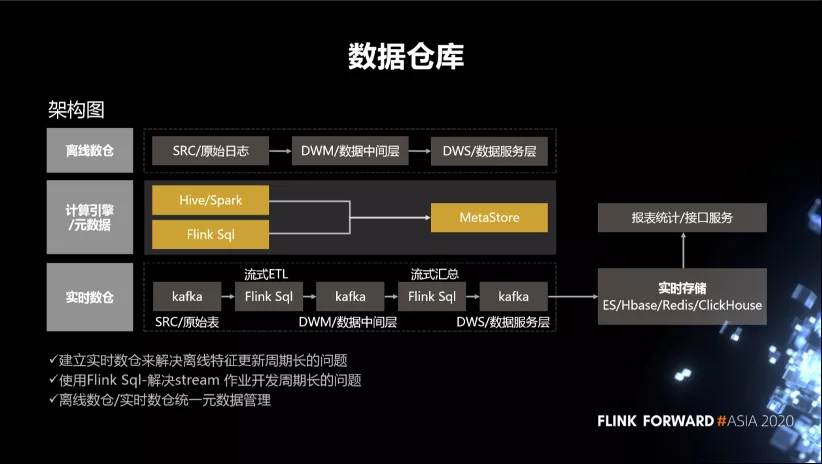 数据仓库
架构图
离线数仓
SRC/原始日志
DWM/数据中间层
DWS/数据服务层
计算引擎
/元数据
Hive/Spark
Flink Sql
MetaStore
报表统计/接口服务
实时数仓
流式ETL
流式汇总
kafka
Flink Sql
kafka
Flink Sql
kafka
SRC/原始表
DWM/数据中间层
DWS/数据服务层
实时存储
ES/Hbase/Redis/ClickHouse
✓建立实时数仓来解决离线特征更新周期长的问题
✓使用Flink Sql-解决stream 作业开发周期长的问题
✓离线数仓/实时数仓统一元数据管理
FLINK FORWARD #ASIA 2020